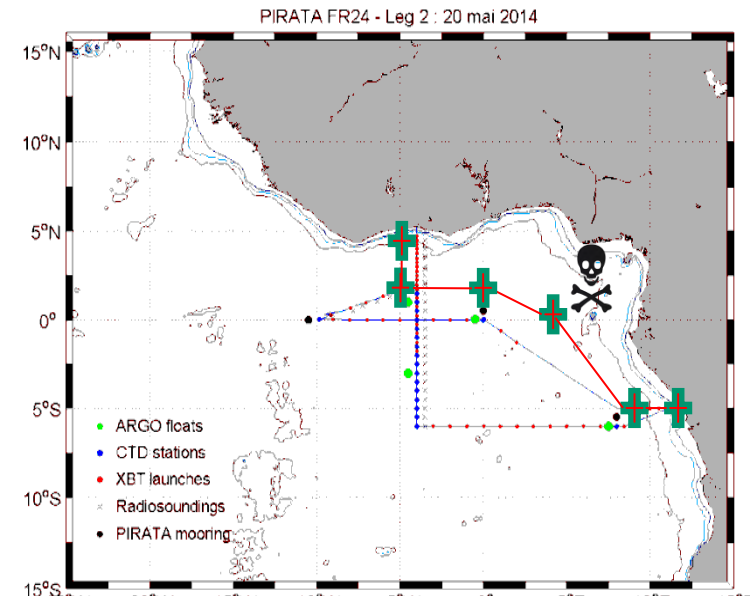 PIRATA FR24 - Leg 2 : 20 mai 2014
15°N
10°N
5°N
0°
5°S
10°S
15°S
ARGO floats
CTD stations
XBT launches
Radiosoundings
PIRATA mooring